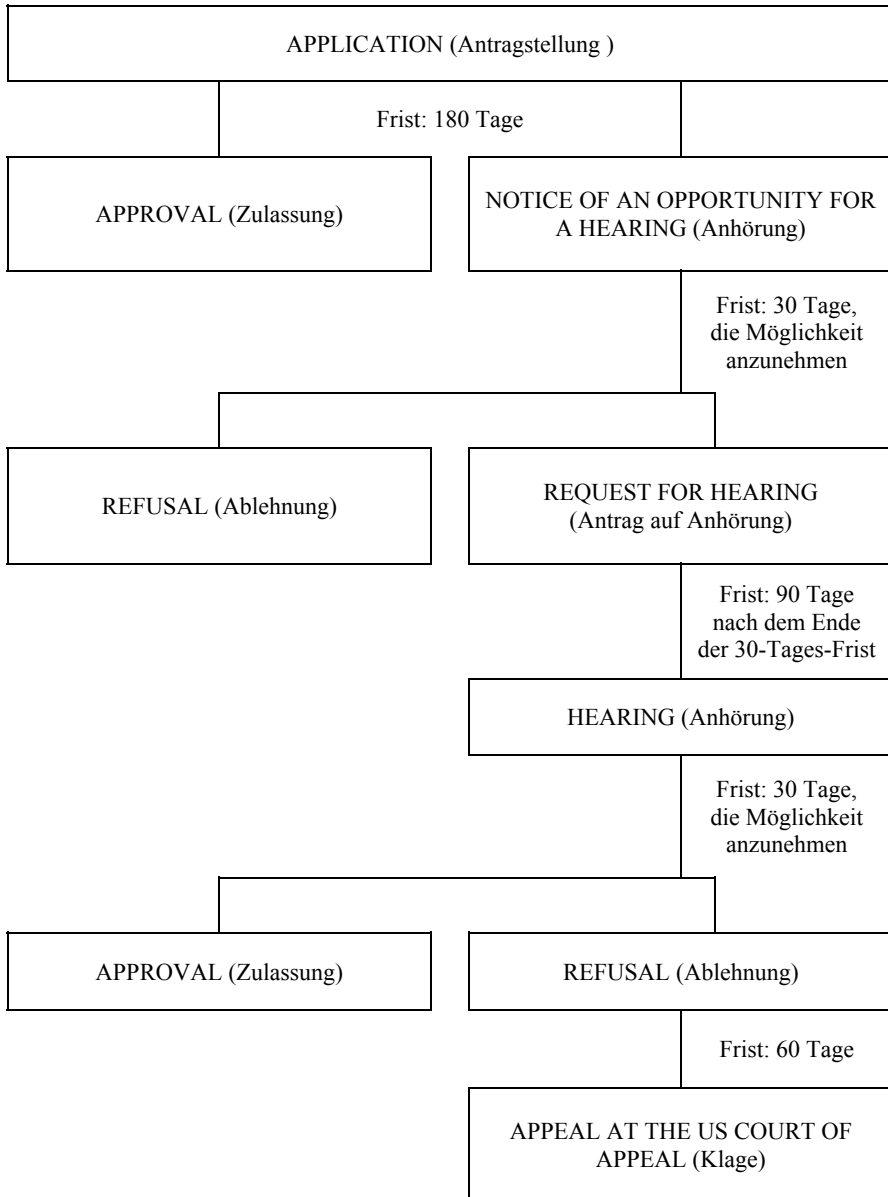 APPLICATION (Antragstellung )
Frist: 180 Tage
APPROVAL (Zulassung)
NOTICE OF AN OPPORTUNITY FOR
A HEARING (Anhörung)
Frist: 30 Tage,
die Möglichkeit
anzunehmen
REFUSAL (Ablehnung)
REQUEST FOR HEARING
(Antrag auf Anhörung)
Frist: 90 Tage
nach dem Ende
der 30-Tages-Frist
HEARING (Anhörung)
Frist: 30 Tage,
die Möglichkeit
anzunehmen
APPROVAL (Zulassung)
REFUSAL (Ablehnung)
Frist: 60 Tage
APPEAL AT THE US COURT OF
APPEAL (Klage)